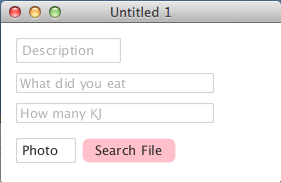 Untitled 1
Description
What did you eat
How many KJ
Photo Search File